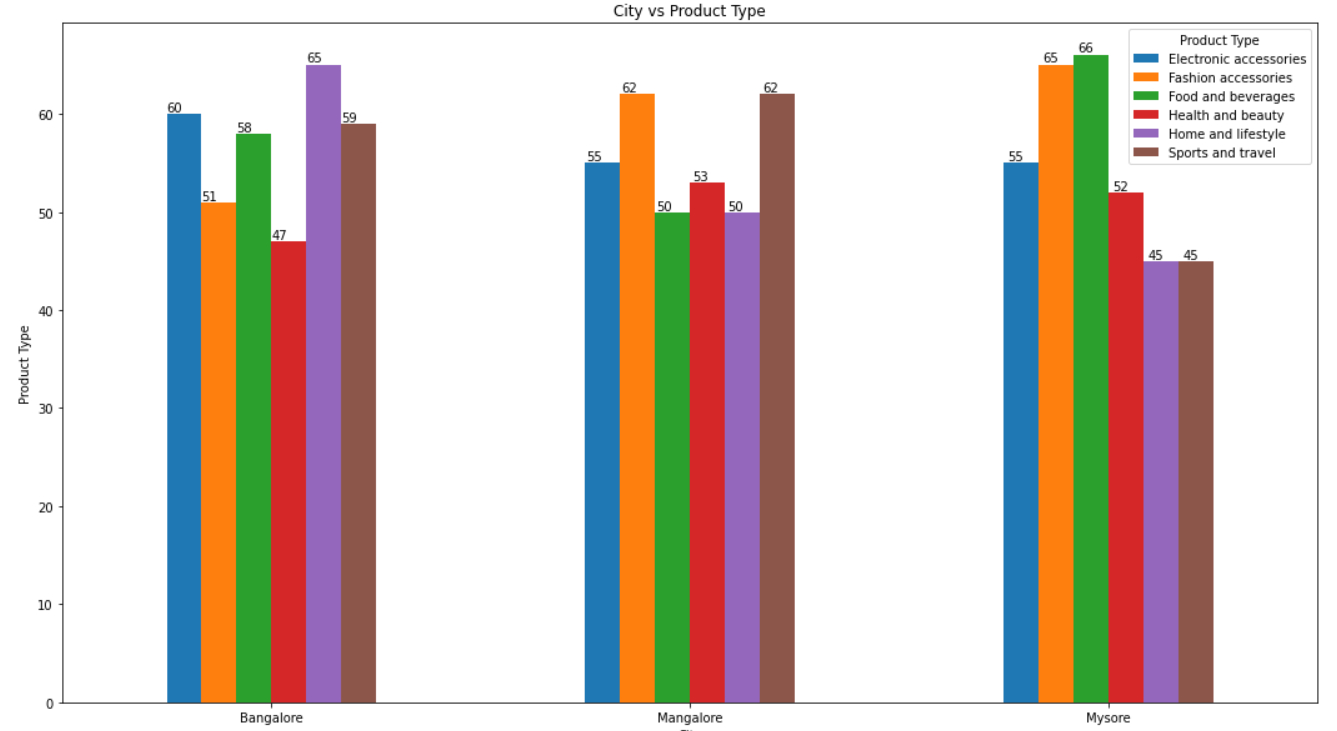 City vs Product Type
Product Type
Electronic accessories
Fashion accessories
Food and beverages
Health and beauty
Home and lifestyle
Sports and travel
Product Type
60
50
40
30
20
10
0
60
51
58
47
65
59
55
62
50
53
50
62
55
65
66
52
45
45
Bangalore
Mangalore
Mysore